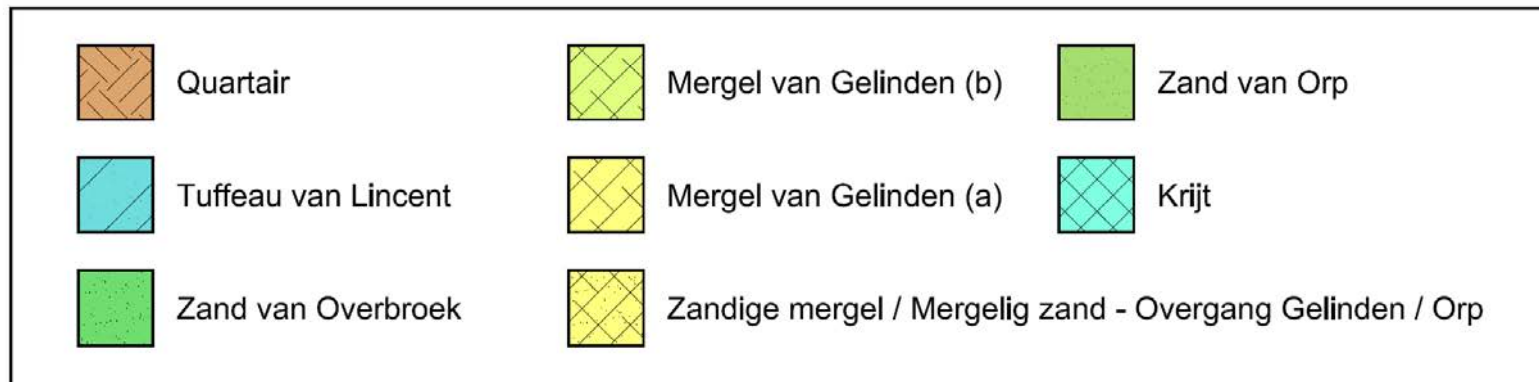 Quartair
Tuffeau van Lincent
Zand van Overbroek
Mergel van Gelinden (b)
Mergel van Gelinden (a)
Zandige mergel / Mergelig zand - Overgang Gelinden / Orp
Zand van Orp
Krijt